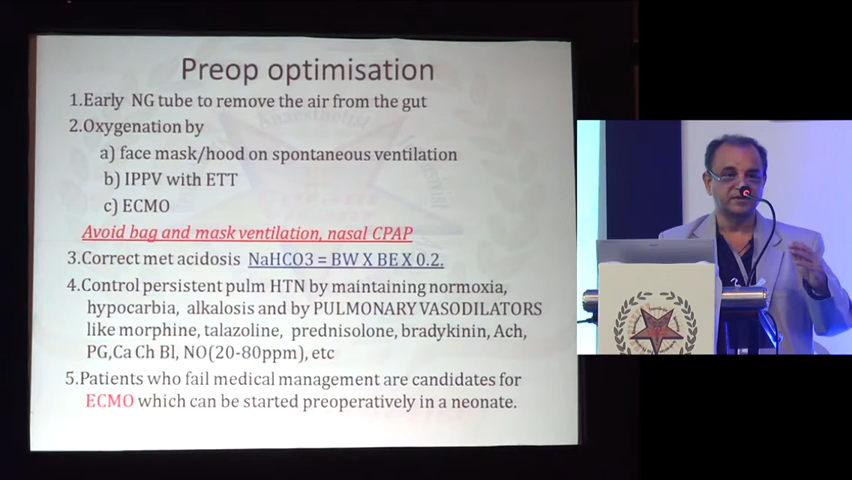 Preop optimisation
1.Early NG tube to remove the air from the gut
2.Oxygenation by
a) face mask/hood on spontaneous ventilation
b) IPPV with ETT
c) ECMO
Avoid bag and mask ventilation, nasal CPAP
3.Correct met acidosis NaHCO3 = BW X BE X 0.2.
4.Control persistent pulm HTN by maintaining normoxia,
hypocarbia, alkalosis and by PULMONARY VASODILATORS
like morphine, talazoline, prednisolone, bradykinin, Ach,
PG,Ca Ch Bl, NO(20-80ppm), etc
5.Patients who fail medical management are candidates for
ECMO which can be started preoperatively in a neonate.